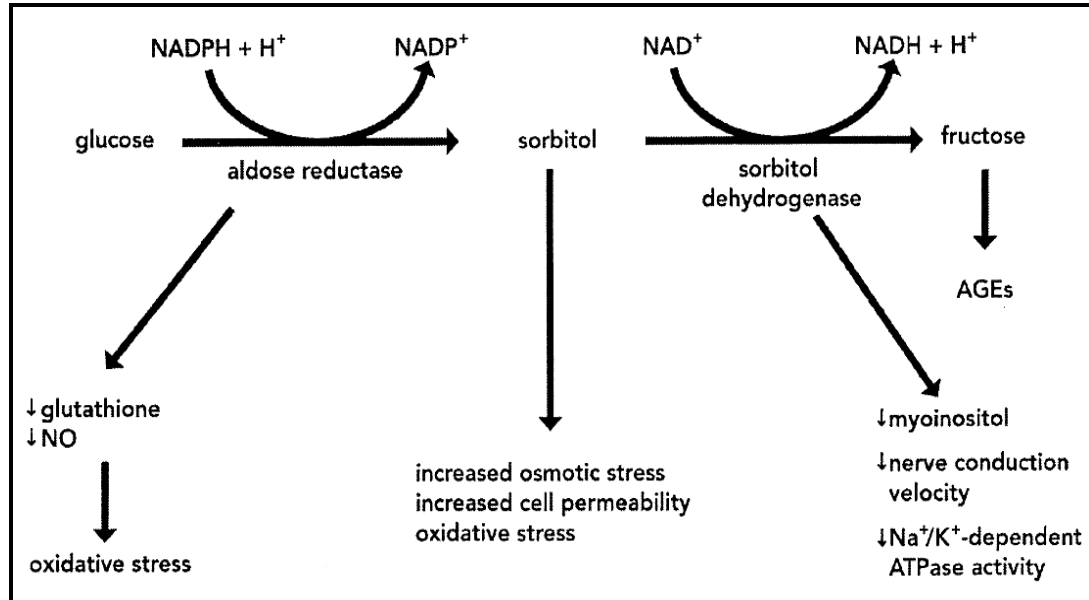 NADPH + H⁺ NADP⁺ NAD⁺ NADH + H⁺
glucose sorbitol fructose
aldose reductase sorbitol
dehydrogenase
AGEs
↓glutathione
↓NO
oxidative stress
increased osmotic stress
increased cell permeability
oxidative stress
↓myoinositol
↓nerve conduction
velocity
↓Na⁺/K⁺-dependent
ATPase activity